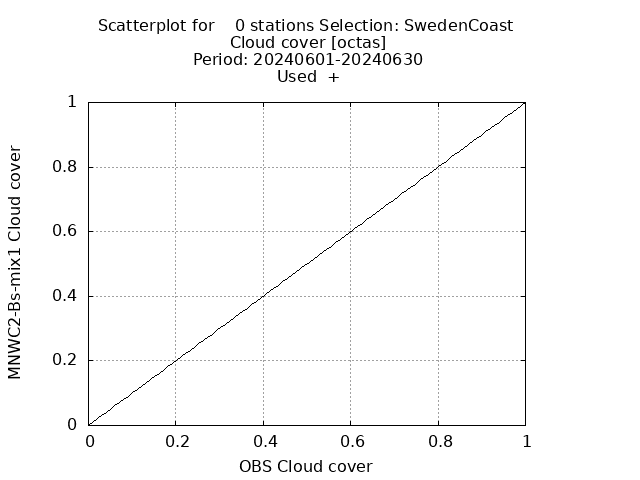 Scatterplot for    0 stations Selection: SwedenCoast
Cloud cover [octas]
Period: 20240601-20240630
Used  +
MNWC2-Bs-mix1 Cloud cover
1
0.8
0.6
0.4
0.2
0
0 0.2 0.4 0.6 0.8 1
OBS Cloud cover